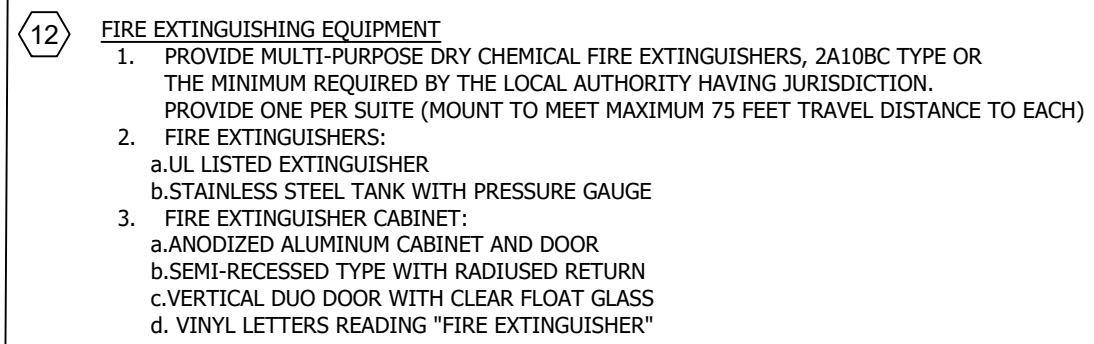 12 FIRE EXTINGUISHING EQUIPMENT
1. PROVIDE MULTI-PURPOSE DRY CHEMICAL FIRE EXTINGUISHERS, 2A10BC TYPE OR
THE MINIMUM REQUIRED BY THE LOCAL AUTHORITY HAVING JURISDICTION.
PROVIDE ONE PER SUITE (MOUNT TO MEET MAXIMUM 75 FEET TRAVEL DISTANCE TO EACH)
2. FIRE EXTINGUISHERS:
a.UL LISTED EXTINGUISHER
b.STAINLESS STEEL TANK WITH PRESSURE GAUGE
3. FIRE EXTINGUISHER CABINET:
a.ANODIZED ALUMINUM CABINET AND DOOR
b.SEMI-RECESSED TYPE WITH RADIUSED RETURN
c.VERTICAL DUO DOOR WITH CLEAR FLOAT GLASS
d. VINYL LETTERS READING "FIRE EXTINGUISHER"